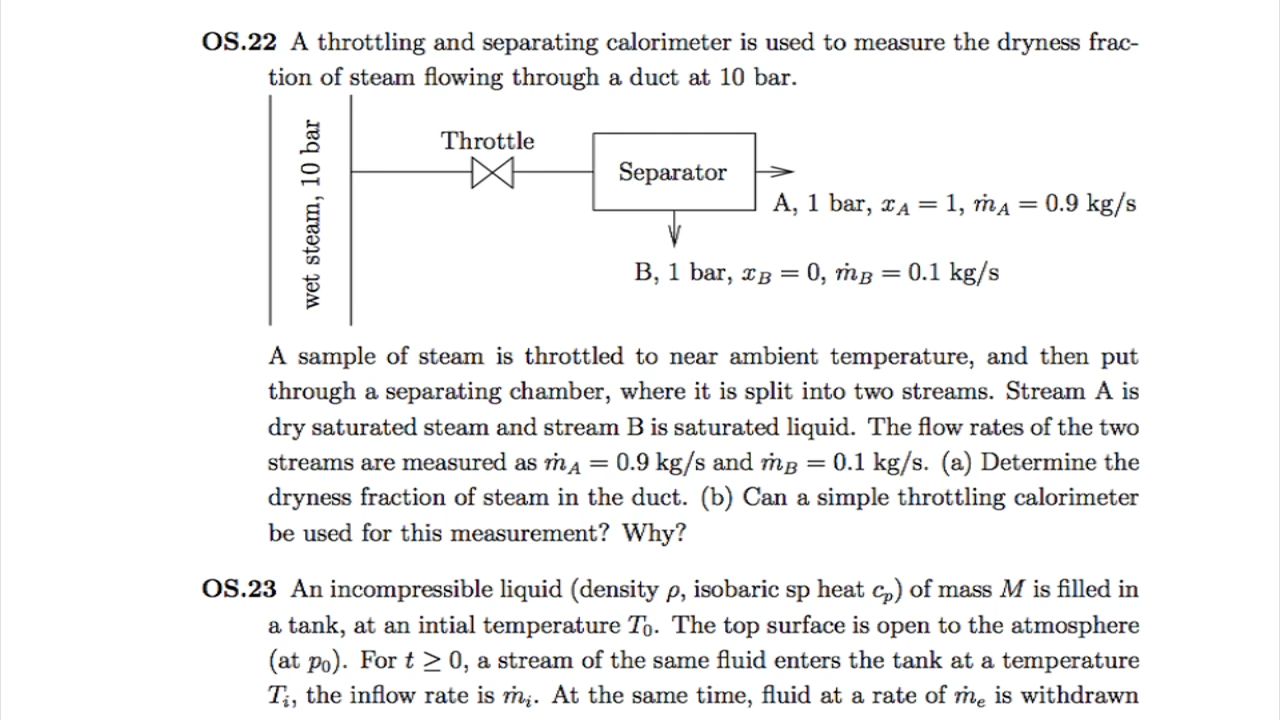 OS.22 A throttling and separating calorimeter is used to measure the dryness frac-
tion of steam flowing through a duct at 10 bar.
wet steam, 10 bar
Throttle
Separator
A, 1 bar, x_A = 1, ṁ_A = 0.9 kg/s
B, 1 bar, x_B = 0, ṁ_B = 0.1 kg/s
A sample of steam is throttled to near ambient temperature, and then put
through a separating chamber, where it is split into two streams. Stream A is
dry saturated steam and stream B is saturated liquid. The flow rates of the two
streams are measured as ṁ_A = 0.9 kg/s and ṁ_B = 0.1 kg/s. (a) Determine the
dryness fraction of steam in the duct. (b) Can a simple throttling calorimeter
be used for this measurement? Why?
OS.23 An incompressible liquid (density ρ, isobaric sp heat c_p) of mass M is filled in
a tank, at an intial temperature T_0. The top surface is open to the atmosphere
(at p_0). For t ≥ 0, a stream of the same fluid enters the tank at a temperature
T_i, the inflow rate is ṁ_i. At the same time, fluid at a rate of ṁ_e is withdrawn